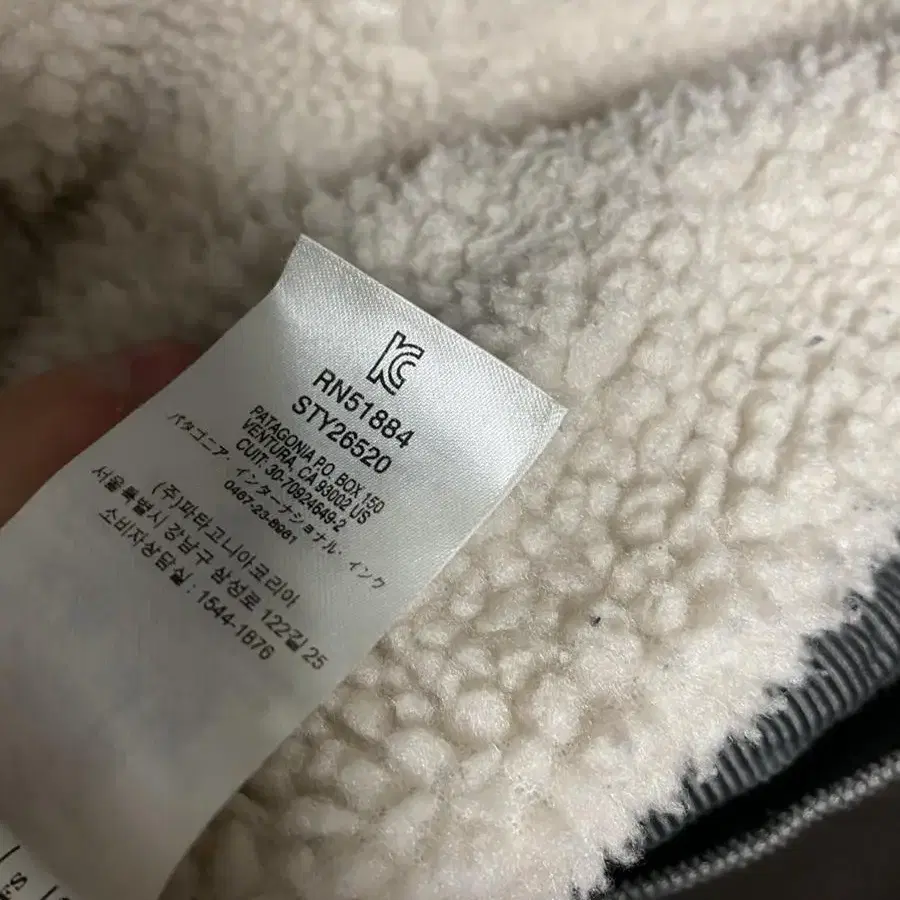 RN51884
STY26520
PATAGONIA P.O. BOX 150
VENTURA, CA 93002 US
CUIT: 30-70924649-2
パタゴニア・インターナショナル・インク
0467-23-8961
(주)파타고니아코리아
서울특별시 강남구 삼성로 122길 25
소비자상담실 : 1544-1876